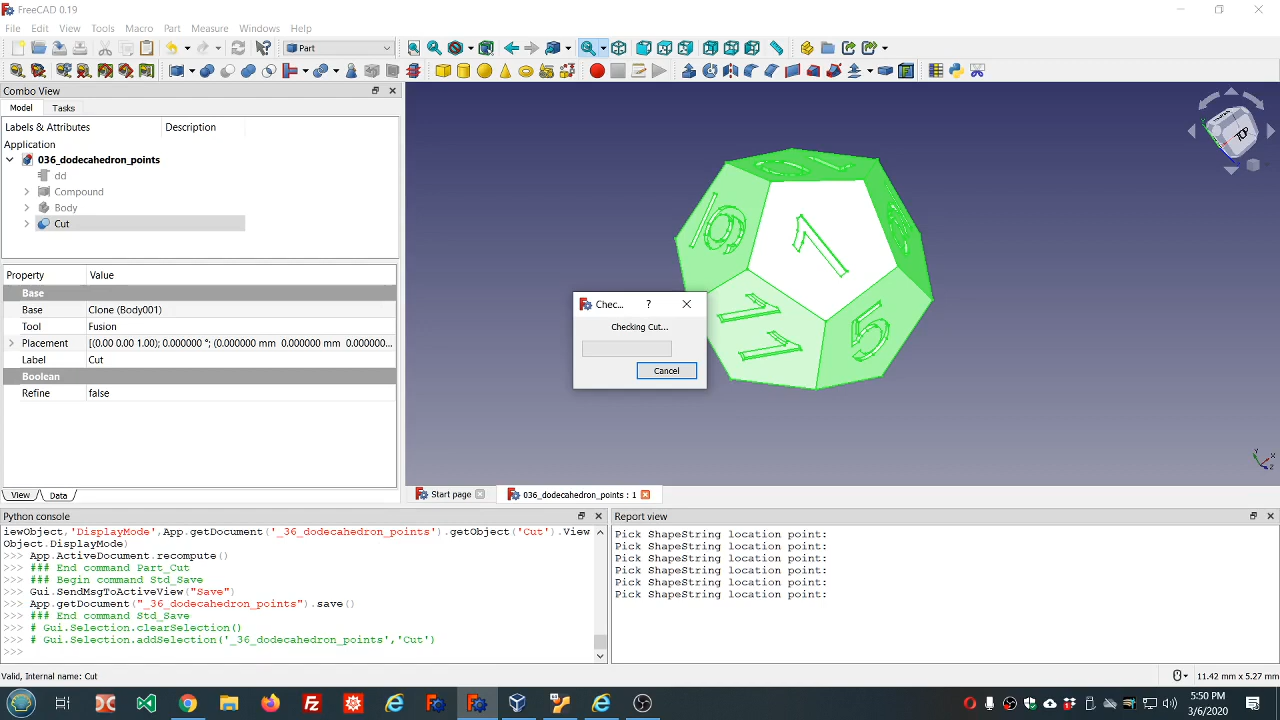 FreeCAD 0.19
File Edit View Tools Macro Part Measure Windows Help
Part
Combo View
Model Tasks
Labels & Attributes Description
Application
036_dodecahedron_points
dd
Compound
Body
Cut
Property Value
Base
Base Clone (Body001)
Tool Fusion
Placement [(0.00 0.00 1.00); 0.000000 °; (0.000000 mm 0.000000 mm 0.000000...
Label Cut
Boolean
Refine false
View Data
TOP
10
9
1
5
Chec... ?
Checking Cut...
Cancel
Start page 036_dodecahedron_points : 1
Python console
iewObject,'DisplayMode',App.getDocument('_36_dodecahedron_points').getObject('Cut').View
Object.DisplayMode)
>>> App.ActiveDocument.recompute()
>>> ### End command Part_Cut
>>> ### Begin command Std_Save
>>> Gui.SendMsgToActiveView("Save")
>>> App.getDocument("_36_dodecahedron_points").save()
>>> ### End command Std_Save
>>> # Gui.Selection.clearSelection()
>>> # Gui.Selection.addSelection('_36_dodecahedron_points','Cut')
>>>
Report view
Pick ShapeString location point:
Pick ShapeString location point:
Pick ShapeString location point:
Pick ShapeString location point:
Pick ShapeString location point:
Pick ShapeString location point:
Valid, Internal name: Cut
11.42 mm x 5.27 mm
5:50 PM
3/6/2020